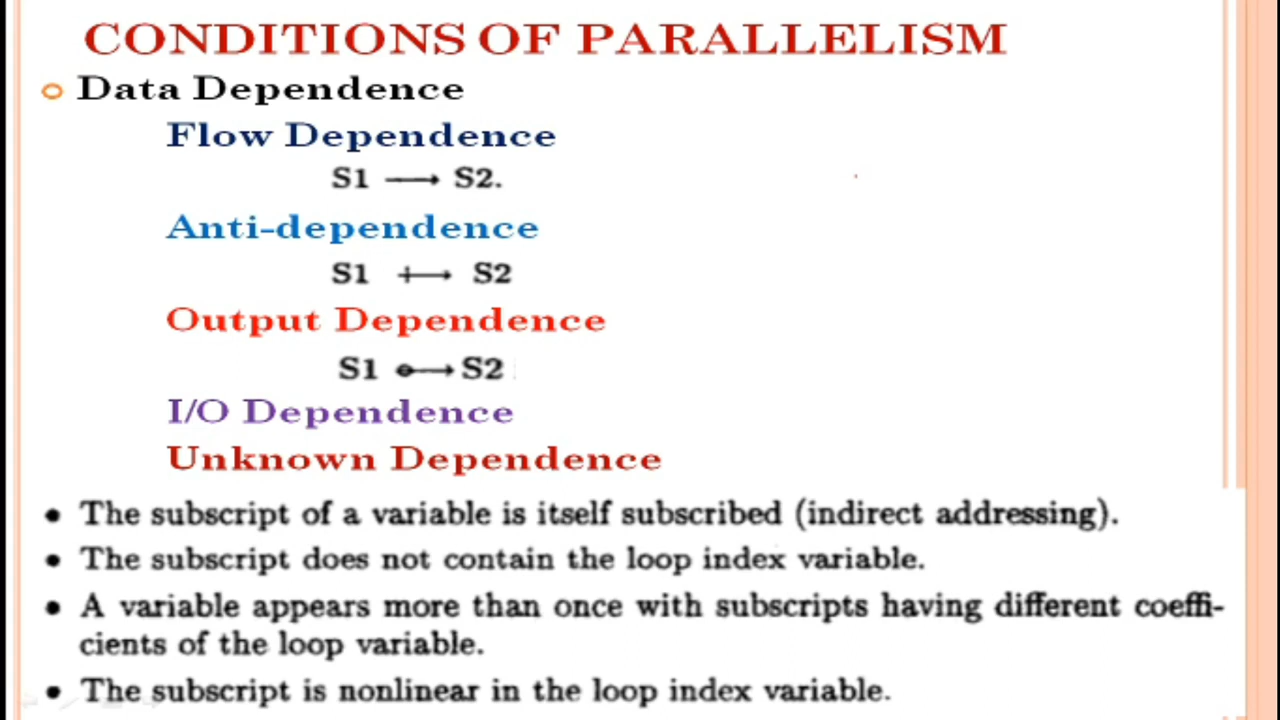 CONDITIONS OF PARALLELISM
Data Dependence
Flow Dependence
S1 ⟶ S2.
Anti-dependence
S1 +⟶ S2
Output Dependence
S1 o⟶ S2
I/O Dependence
Unknown Dependence
• The subscript of a variable is itself subscribed (indirect addressing).
• The subscript does not contain the loop index variable.
• A variable appears more than once with subscripts having different coeffi-
cients of the loop variable.
• The subscript is nonlinear in the loop index variable.